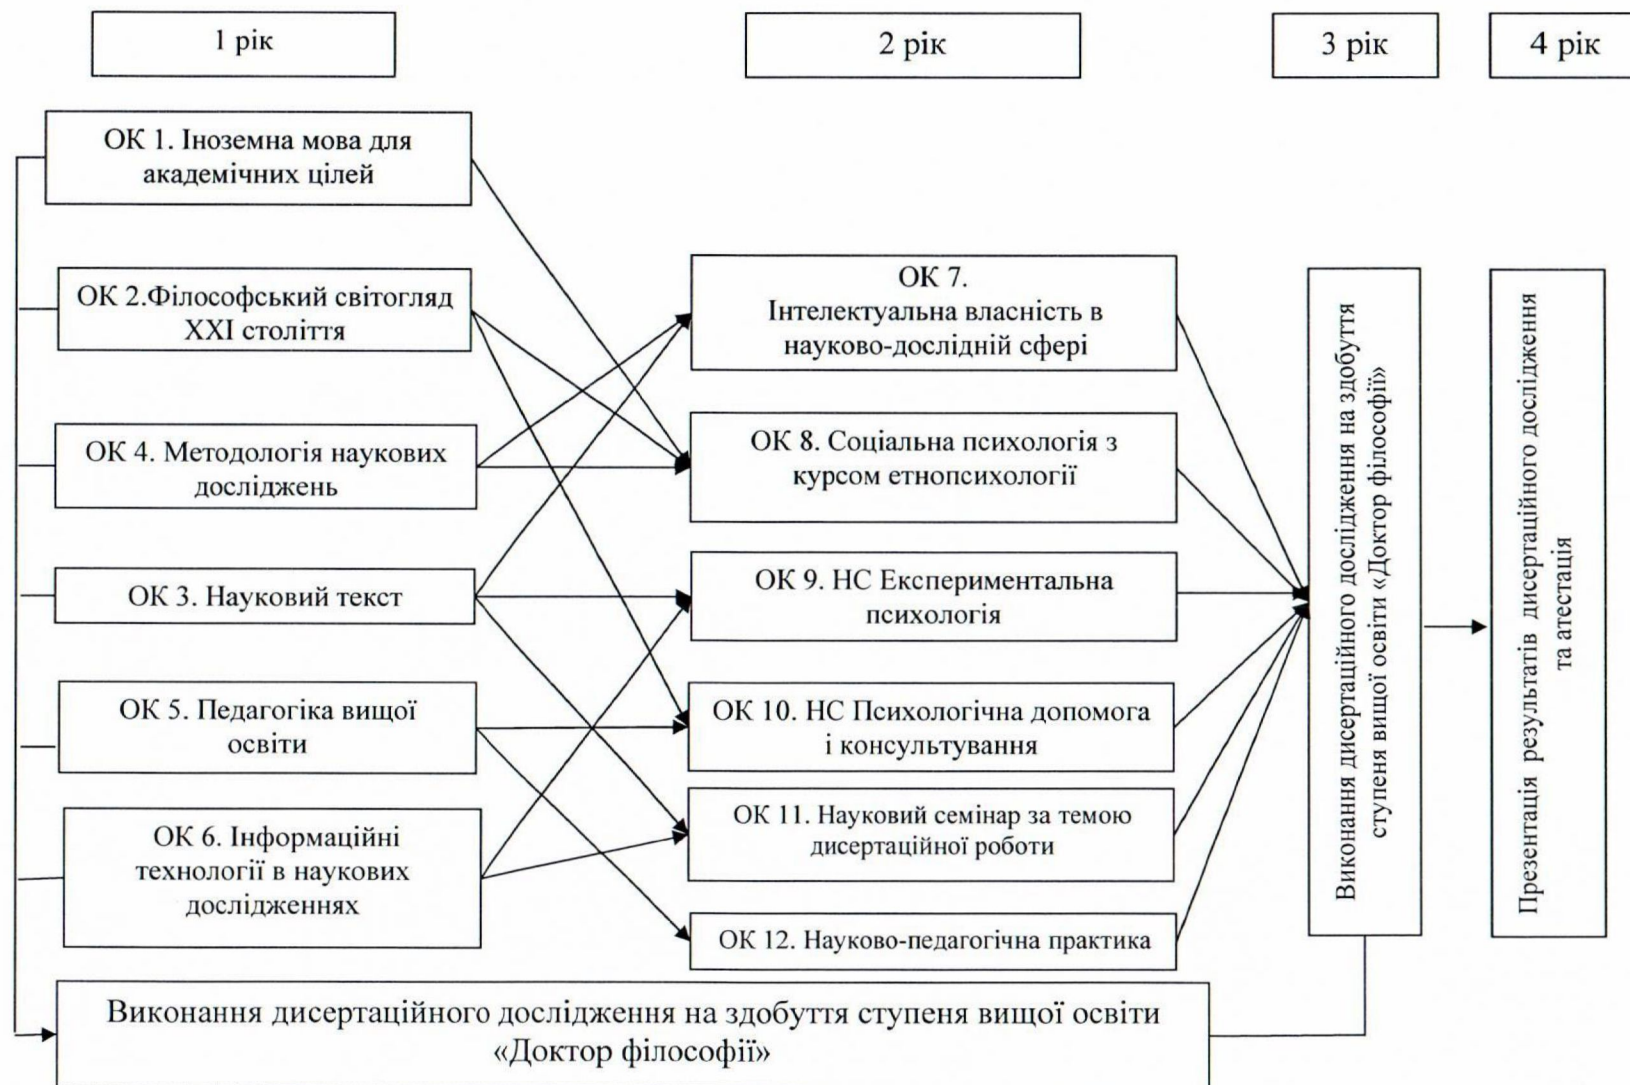 1 рік
2 рік
3 рік
4 рік
ОК 1. Іноземна мова для
академічних цілей
ОК 2.Філософський світогляд
ХХІ століття
ОК 4. Методологія наукових
досліджень
ОК 3. Науковий текст
ОК 5. Педагогіка вищої
освіти
ОК 6. Інформаційні
технології в наукових
дослідженнях
ОК 7.
Інтелектуальна власність в
науково-дослідній сфері
ОК 8. Соціальна психологія з
курсом етнопсихології
ОК 9. НС Експериментальна
психологія
ОК 10. НС Психологічна допомога
і консультування
ОК 11. Науковий семінар за темою
дисертаційної роботи
ОК 12. Науково-педагогічна практика
Виконання дисертаційного дослідження на здобуття
ступеня вищої освіти «Доктор філософії»
Презентація результатів дисертаційного дослідження
та атестація
Виконання дисертаційного дослідження на здобуття ступеня вищої освіти
«Доктор філософії»